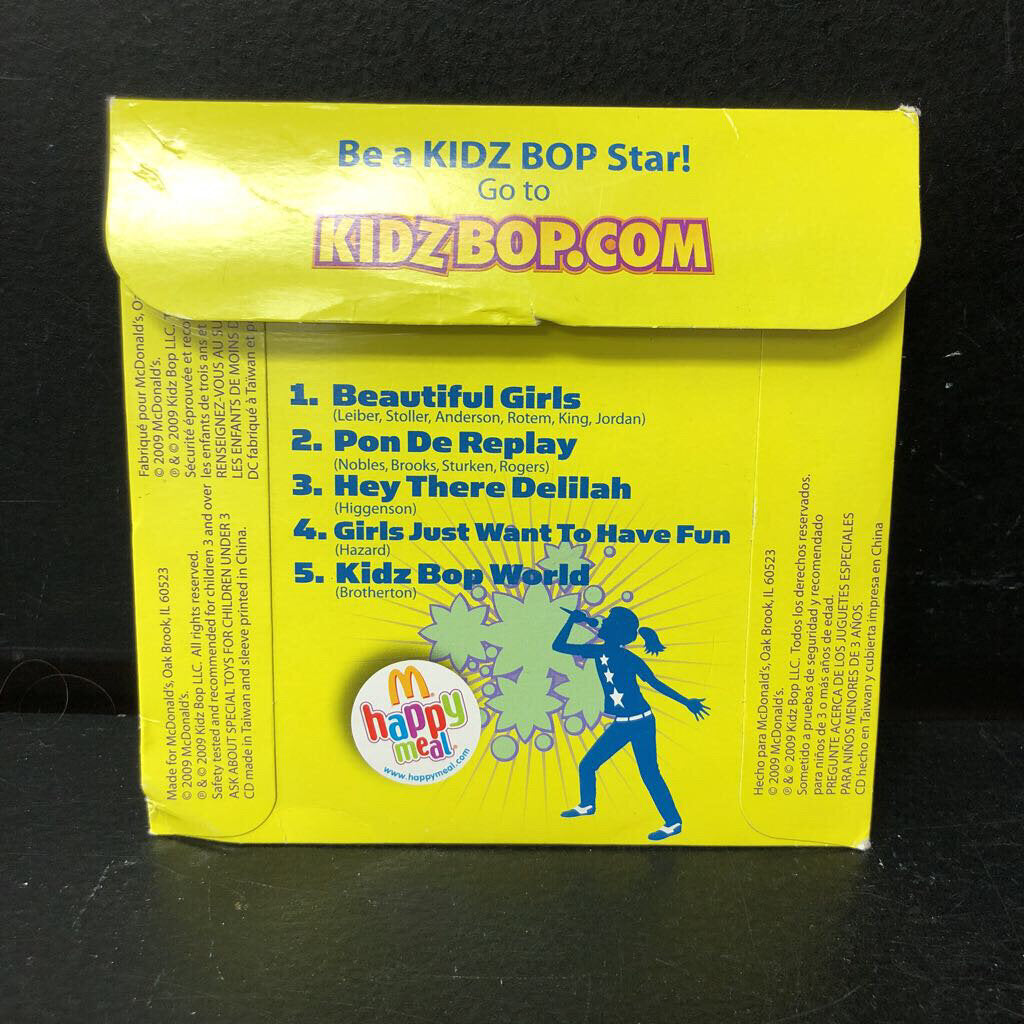 Be a KIDZ BOP Star!
Go to
KIDZBOP.COM
1. Beautiful Girls
(Leiber, Stoller, Anderson, Rotem, King, Jordan)
2. Pon De Replay
(Nobles, Brooks, Sturken, Rogers)
3. Hey There Delilah
(Higgenson)
4. Girls Just Want To Have Fun
(Hazard)
5. Kidz Bop World
(Brotherton)
M
happy
meal
www.happymeal.com
Fabriqué pour McDonald's,
© 2009 McDonald's.
℗ & © 2009 Kidz Bop LLC.
Sécurité éprouvée et
les enfants de trois ans et
RENSEIGNEZ-VOUS AU
LES ENFANTS DE MOINS
DC fabriqué à Taïwan et
Made for McDonald's, Oak Brook, IL 60523
© 2009 McDonald's.
℗ & © 2009 Kidz Bop LLC. All rights reserved.
Safety tested and recommended for children 3 and over
ASK ABOUT SPECIAL TOYS FOR CHILDREN UNDER 3
CD made in Taiwan and sleeve printed in China.
Hecho para McDonald's, Oak Brook, IL 60523
© 2009 McDonald's.
℗ & © 2009 Kidz Bop LLC. Todos los derechos reservados.
Sometido a pruebas de seguridad y recomendado
para niños de 3 o más años de edad.
PREGUNTE ACERCA DE LOS JUGUETES ESPECIALES
PARA NIÑOS MENORES DE 3 AÑOS.
CD hecho en Taiwan y cubierta impresa en China